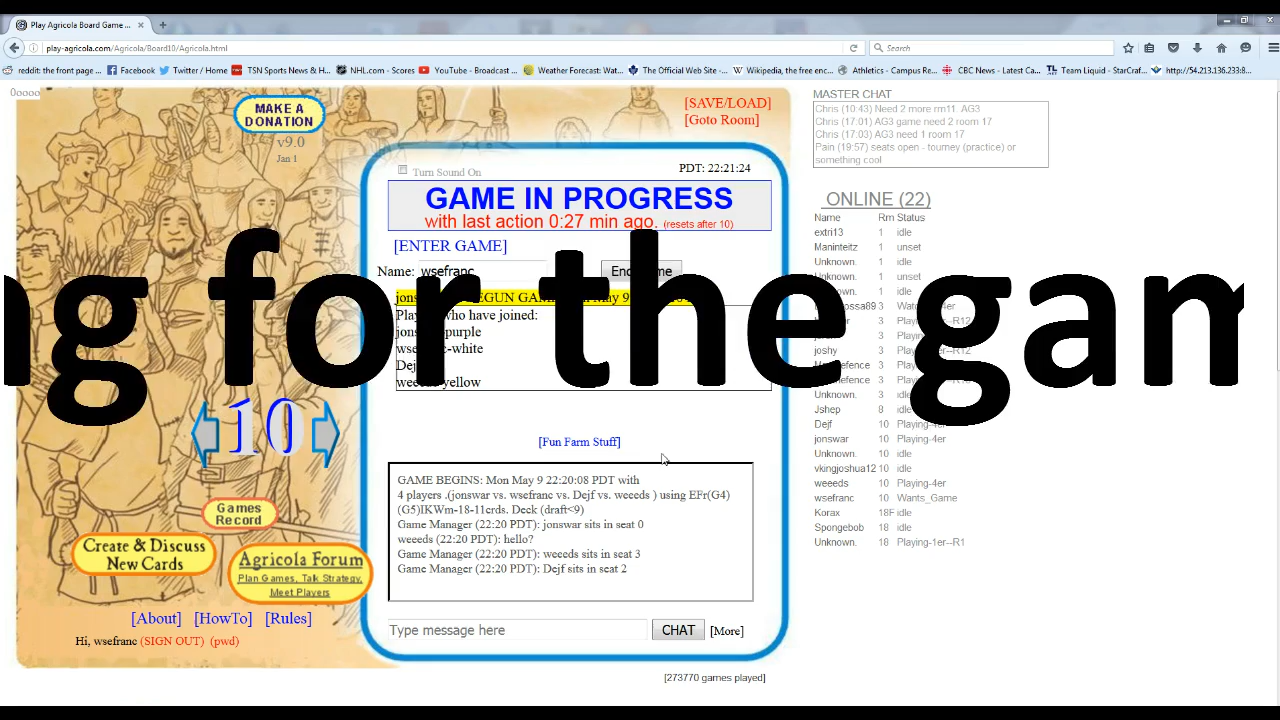 Play Agricola Board Game ...
play-agricola.com/Agricola/Board10/Agricola.html
Search
reddit: the front page ...
Facebook
Twitter / Home
TSN Sports News & H...
NHL.com - Scores
YouTube - Broadcast ...
Weather Forecast: Wat...
The Official Web Site -...
Wikipedia, the free enc...
Athletics - Campus Re...
CBC News - Latest Ca...
Team Liquid - StarCraf...
http://54.213.136.233:8...
MAKE A
DONATION
v9.0
Jan 1
[SAVE/LOAD]
[Goto Room]
Turn Sound On
PDT: 22:21:24
GAME IN PROGRESS
with last action 0:27 min ago. (resets after 10)
[ENTER GAME]
Name: wsefranc
for the
10
[Fun Farm Stuff]
GAME BEGINS: Mon May 9 22:20:08 PDT with
4 players .(jonswar vs. wsefranc vs. Dejf vs. weeeds ) using EFr(G4)
(G5)IKWm-18-11crds. Deck (draft<9)
Game Manager (22:20 PDT): jonswar sits in seat 0
weeeds (22:20 PDT): hello?
Game Manager (22:20 PDT): weeeds sits in seat 3
Game Manager (22:20 PDT): Dejf sits in seat 2
Type message here
CHAT
[More]
Games
Record
Create & Discuss
New Cards
Agricola Forum
Plan Games, Talk Strategy,
Meet Players
[About] [HowTo] [Rules]
Hi, wsefranc (SIGN OUT) (pwd)
[273770 games played]
MASTER CHAT
Chris (10:43) Need 2 more rm11. AG3
Chris (17:01) AG3 game need 2 room 17
Chris (17:03) AG3 need 1 room 17
Pain (19:57) seats open - tourney (practice) or
something cool
ONLINE (22)
Name Rm Status
extri13 1 idle
Maninteitz 1 unset
Unknown. 1 idle
Unknown. 1 unset
joshy 3
Unknown. 3 idle
Jshep 8 idle
Dejf 10 Playing-4er
jonswar 10 Playing-4er
Unknown. 10 idle
vkingjoshua12 10 idle
weeeds 10 Playing-4er
wsefranc 10 Wants_Game
Korax 18F idle
Spongebob 18 idle
Unknown. 18 Playing-1er--R1